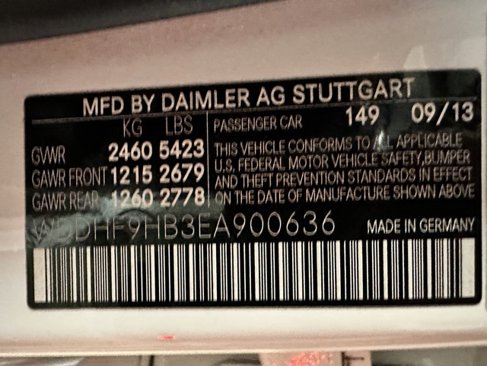 MFD BY DAIMLER AG STUTTGART
KG LBS
GVWR 2460 5423
GAWR FRONT 1215 2679
GAWR REAR 1260 2778
PASSENGER CAR 149 09/13
THIS VEHICLE CONFORMS TO ALL APPLICABLE
U.S. FEDERAL MOTOR VEHICLE SAFETY,BUMPER
AND THEFT PREVENTION STANDARDS IN EFFECT
ON THE DATE OF MANUFACTURE SHOWN ABOVE
WDDHF9HB3EA900636
MADE IN GERMANY